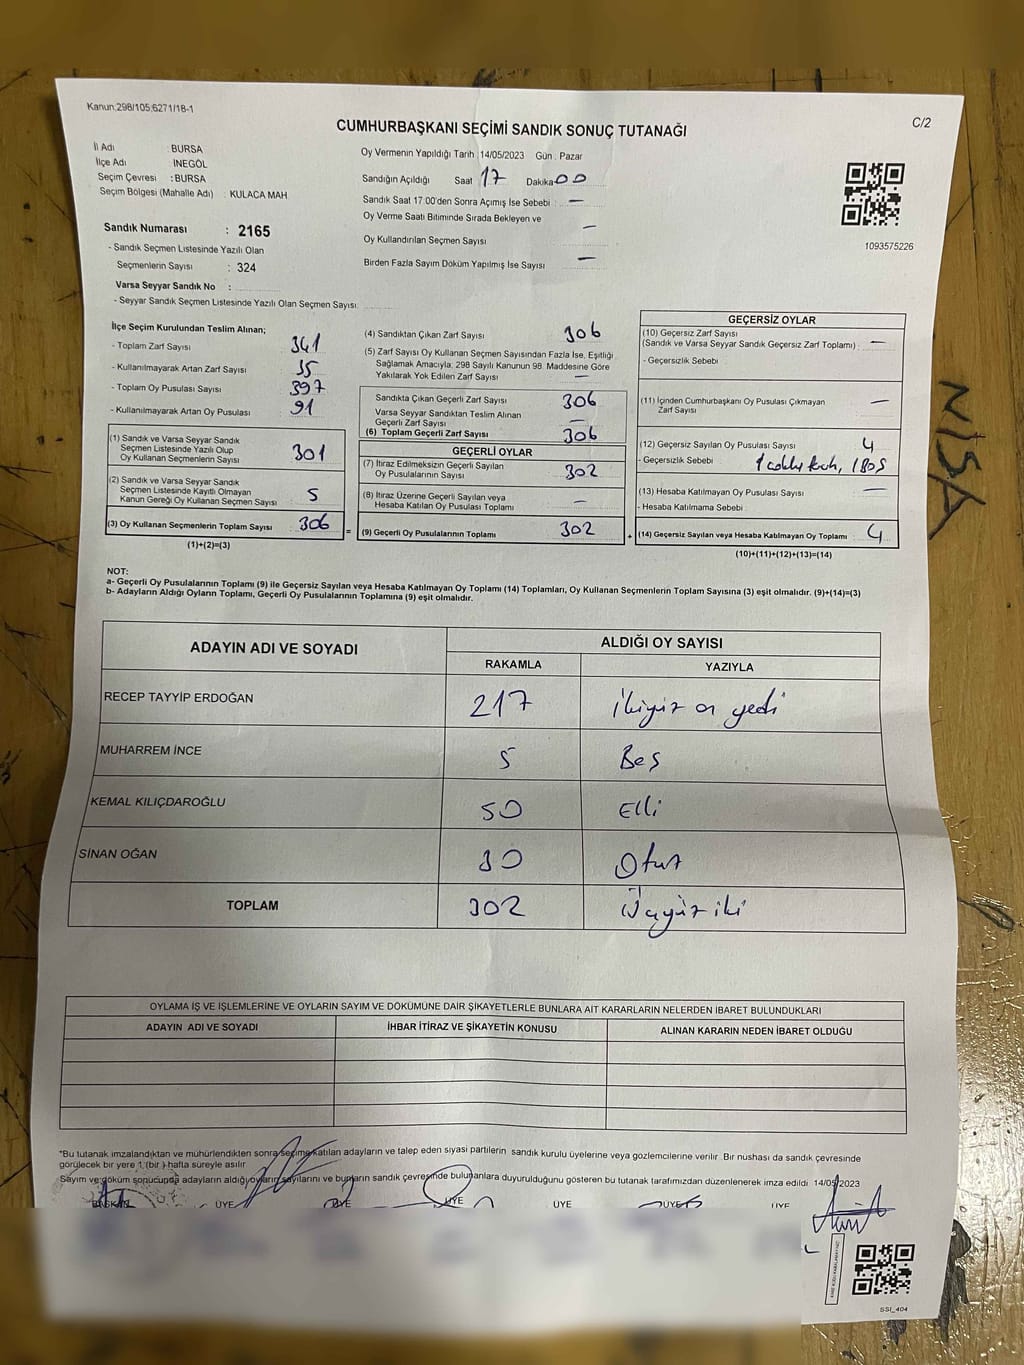 Kanun:298/105;6271/18-1
C/2
CUMHURBAŞKANI SEÇİMİ SANDIK SONUÇ TUTANAĞI
İl Adı : BURSA
İlçe Adı : İNEGÖL
Seçim Çevresi : BURSA
Seçim Bölgesi (Mahalle Adı) : KULACA MAH
Sandık Numarası : 2165
- Sandık Seçmen Listesinde Yazılı Olan
Seçmenlerin Sayısı : 324
Varsa Seyyar Sandık No :
- Seyyar Sandık Seçmen Listesinde Yazılı Olan Seçmen Sayısı:
Oy Vermenin Yapıldığı Tarih : 14/05/2023 Gün : Pazar
Sandığın Açıldığı Saat 17 Dakika 00
Sandık Saat 17.00'den Sonra Açımış İse Sebebi : —
Oy Verme Saati Bitiminde Sırada Bekleyen ve
Oy Kullandırılan Seçmen Sayısı —
Birden Fazla Sayım Döküm Yapılmış İse Sayısı —
1093575226
İlçe Seçim Kurulundan Teslim Alınan;
- Toplam Zarf Sayısı 341
- Kullanılmayarak Artan Zarf Sayısı 35
- Toplam Oy Pusulası Sayısı 397
- Kullanılmayarak Artan Oy Pusulası 91
(1) Sandık ve Varsa Seyyar Sandık
Seçmen Listesinde Yazılı Olup
Oy Kullanan Seçmenlerin Sayısı 301
(2) Sandık ve Varsa Seyyar Sandık
Seçmen Listesinde Kayıtlı Olmayan
Kanun Gereği Oy Kullanan Seçmen Sayısı 5
(3) Oy Kullanan Seçmenlerin Toplam Sayısı 306
(1)+(2)=(3)
=
(4) Sandıktan Çıkan Zarf Sayısı 306
(5) Zarf Sayısı Oy Kullanan Seçmen Sayısından Fazla İse, Eşitliği
Sağlamak Amacıyla, 298 Sayılı Kanunun 98. Maddesine Göre
Yakılarak Yok Edilen Zarf Sayısı —
Sandıkta Çıkan Geçerli Zarf Sayısı 306
Varsa Seyyar Sandıktan Teslim Alınan
Geçerli Zarf Sayısı —
(6) Toplam Geçerli Zarf Sayısı 306
GEÇERLİ OYLAR
(7) İtiraz Edilmeksizin Geçerli Sayılan
Oy Pusulasının Sayısı 302
(8) İtiraz Üzerine Geçerli Sayılan veya
Hesaba Katılan Oy Pusulası Toplamı —
(9) Geçerli Oy Pusulalarının Toplamı 302
+
GEÇERSİZ OYLAR
(10) Geçersiz Zarf Sayısı
(Sandık ve Varsa Seyyar Sandık Geçersiz Zarf Toplamı) : —
- Geçersizlik Sebebi :
(11) İçinden Cumhurbaşkanı Oy Pusulası Çıkmayan
Zarf Sayısı —
(12) Geçersiz Sayılan Oy Pusulası Sayısı 4
- Geçersizlik Sebebi :
(13) Hesaba Katılmayan Oy Pusulası Sayısı —
- Hesaba Katılmama Sebebi :
(14) Geçersiz Sayılan veya Hesaba Katılmayan Oy Toplamı 4
(10)+(11)+(12)+(13)=(14)
NOT:
a- Geçerli Oy Pusulalarının Toplamı (9) ile Geçersiz Sayılan veya Hesaba Katılmayan Oy Toplamı (14) Toplamları, Oy Kullanan Seçmenlerin Toplam Sayısına (3) eşit olmalıdır. (9)+(14)=(3)
b- Adayların Aldığı Oyların Toplamı, Geçerli Oy Pusulalarının Toplamına (9) eşit olmalıdır.
ADAYIN ADI VE SOYADI ALDIĞI OY SAYISI
RAKAMLA YAZIYLA
RECEP TAYYİP ERDOĞAN 217 ikiyüz on yedi
MUHARREM İNCE 5 Beş
KEMAL KILIÇDAROĞLU 50 Elli
SİNAN OĞAN 30 Otuz
TOPLAM 302 Üçyüz iki
OYLAMA İŞ VE İŞLEMLERİNE VE OYLARIN SAYIM VE DÖKÜMÜNE DAİR ŞİKAYETLERLE BUNLARA AİT KARARLARIN NELERDEN İBARET BULUNDUKLARI
ADAYIN ADI VE SOYADI İHBAR İTİRAZ VE ŞİKAYETİN KONUSU ALINAN KARARIN NEDEN İBARET OLDUĞU
*Bu tutanak imzalandıktan ve mühürlendikten sonra seçime katılan adayların ve talep eden siyasi partilerin sandık kurulu üyelerine veya gözlemcilerine verilir. Bir nushası da sandık çevresinde
görülecek bir yere 1 (bir ) hafta süreyle asılır
Sayım ve döküm sonucunda adayların aldığı oyların sayılarını ve bunların sandık çevresinde bulunanlara duyurulduğunu gösteren bu tutanak tarafımızdan düzenlenerek imza edildi. 14/05/2023
BAŞKAN ÜYE ÜYE ÜYE ÜYE ÜYE ÜYE
SSİ_404
NISA